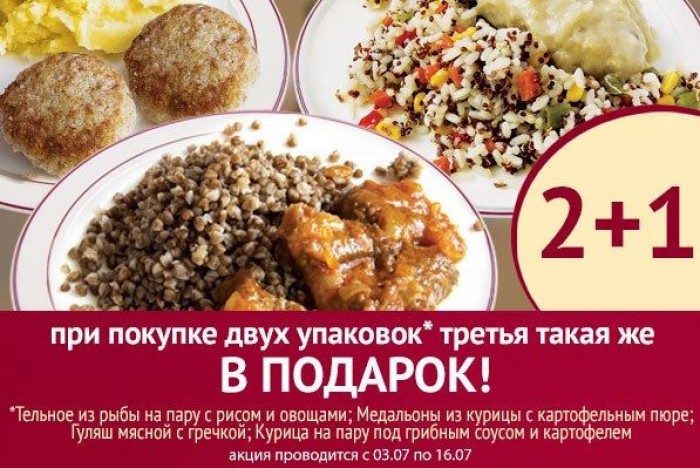 2+1
при покупке двух упаковок* третья такая же
В ПОДАРОК!
*Тельное из рыбы на пару с рисом и овощами; Медальоны из курицы с картофельным пюре;
Гуляш мясной с гречкой; Курица на пару под грибным соусом и картофелем
акция проводится с 03.07 по 16.07